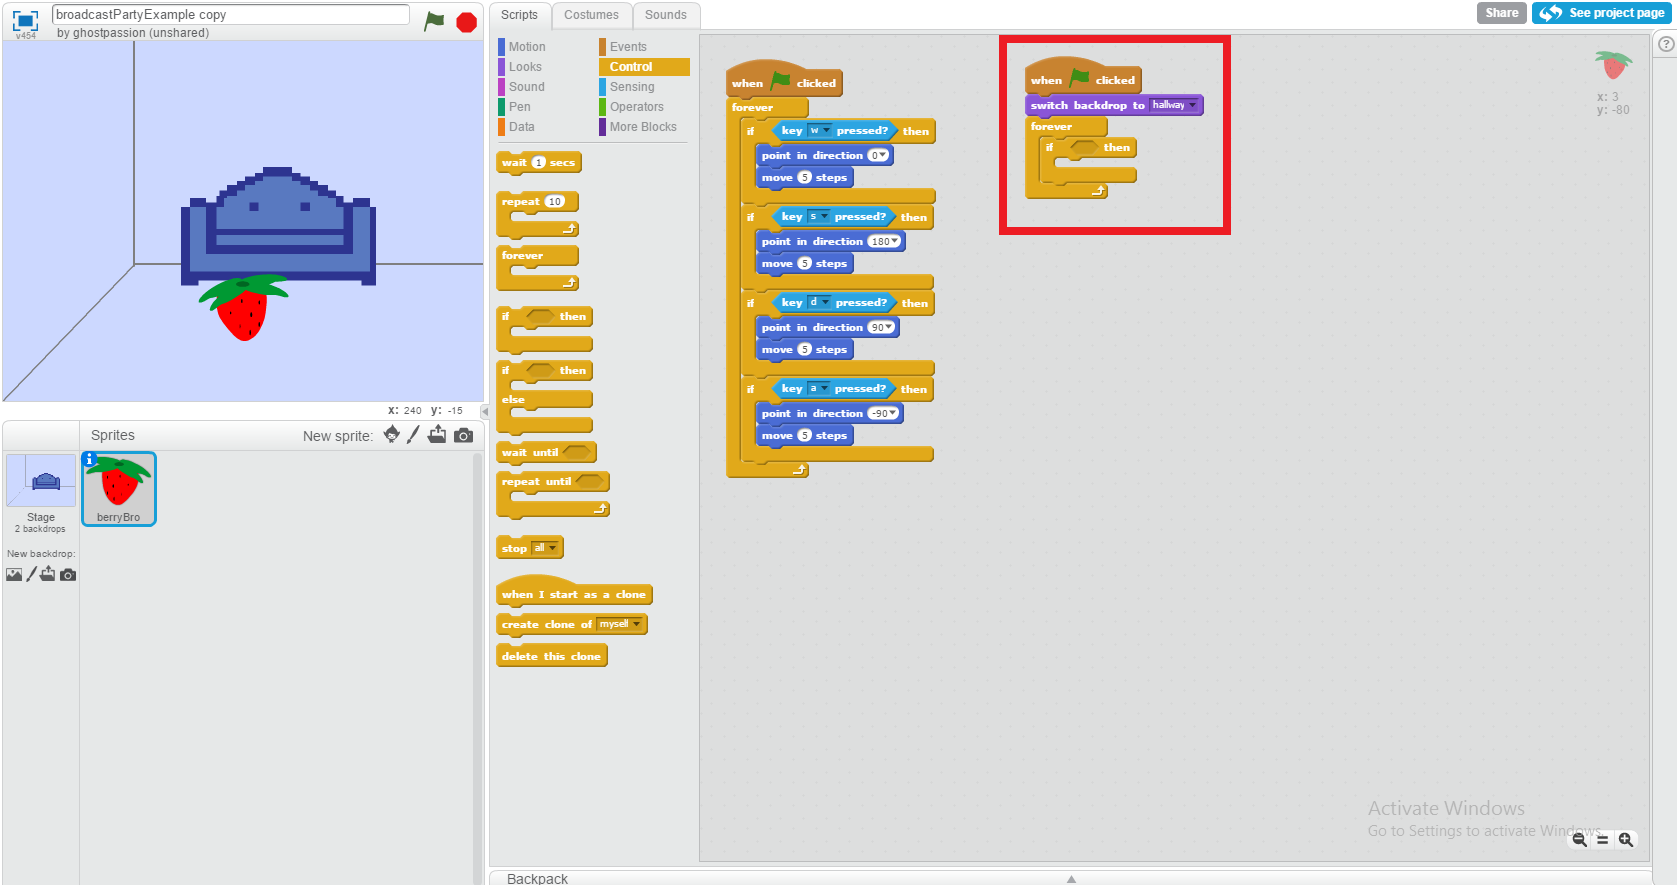 broadcastPartyExample copy
by ghostpassion (unshared)
v454
Scripts
Costumes
Sounds
Share
See project page
Motion
Looks
Sound
Pen
Data
Events
Control
Sensing
Operators
More Blocks
wait 1 secs
repeat 10
forever
if then
if then
else
wait until
repeat until
stop all
when I start as a clone
create clone of myself
delete this clone
when clicked
forever
if key w pressed? then
point in direction 0
move 5 steps
if key s pressed? then
point in direction 180
move 5 steps
if key d pressed? then
point in direction 90
move 5 steps
if key a pressed? then
point in direction -90
move 5 steps
when clicked
switch backdrop to hallway
forever
if then
x: 3
y: -80
x: 240 y: -15
Sprites
New sprite:
Stage
2 backdrops
New backdrop:
berryBro
Activate Windows
Go to Settings to activate Windows.
Backpack